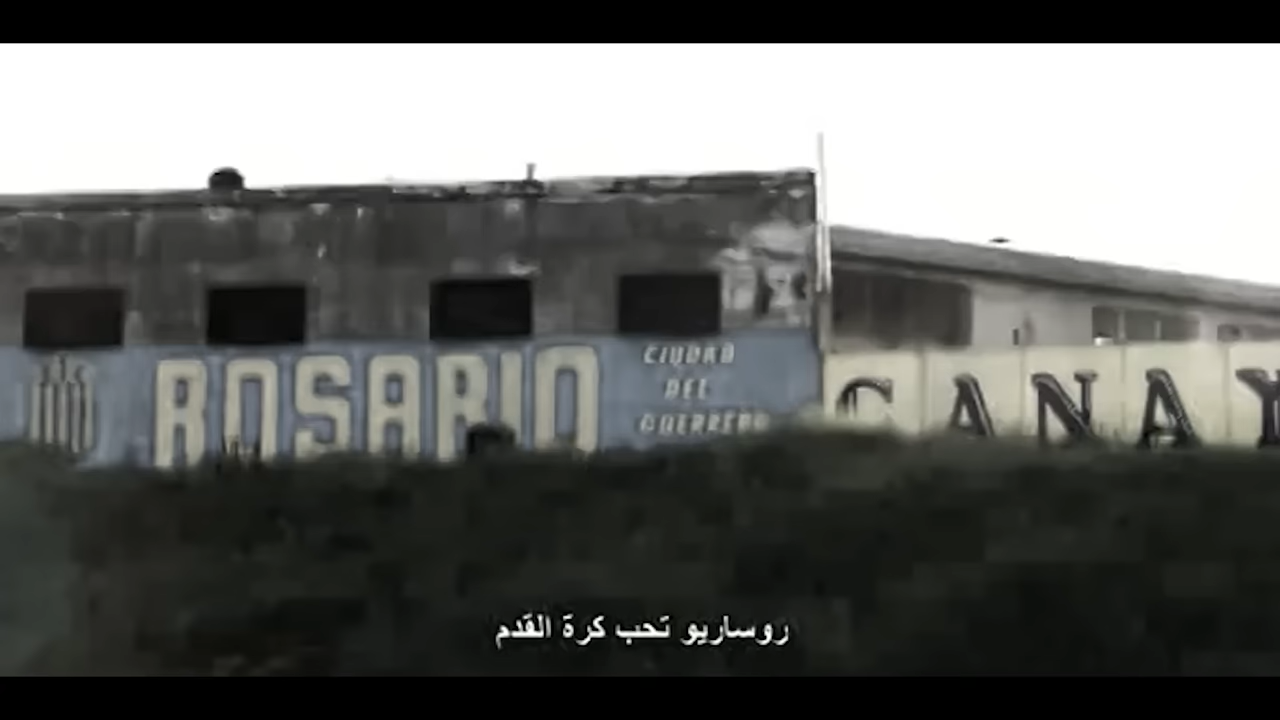 ROSARIO
CIUDAD
DEL
GUERRERO
CANAY
روساريو تحب كرة القدم